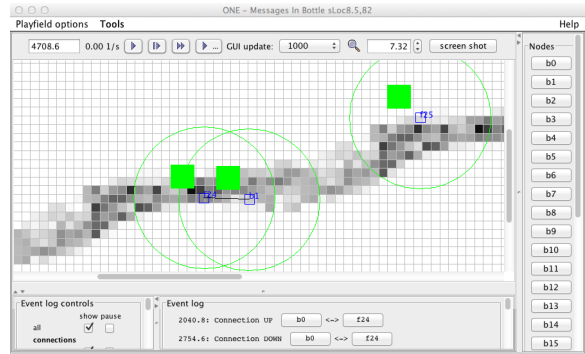 ONE - Messages In Bottle sLoc8.5,82
Playfield options Tools Help
4708.6 0.00 1/s ... GUI update: 1000 7.32 screen shot
Nodes
b0
b1
b2
b3
b4
b5
b6
b7
b8
b9
b10
b11
b12
b13
b14
b15
f25
f24 b1
Event log controls
show pause
all
connections
Event log
2040.8: Connection UP b0 <-> f24
2754.6: Connection DOWN b0 <-> f24